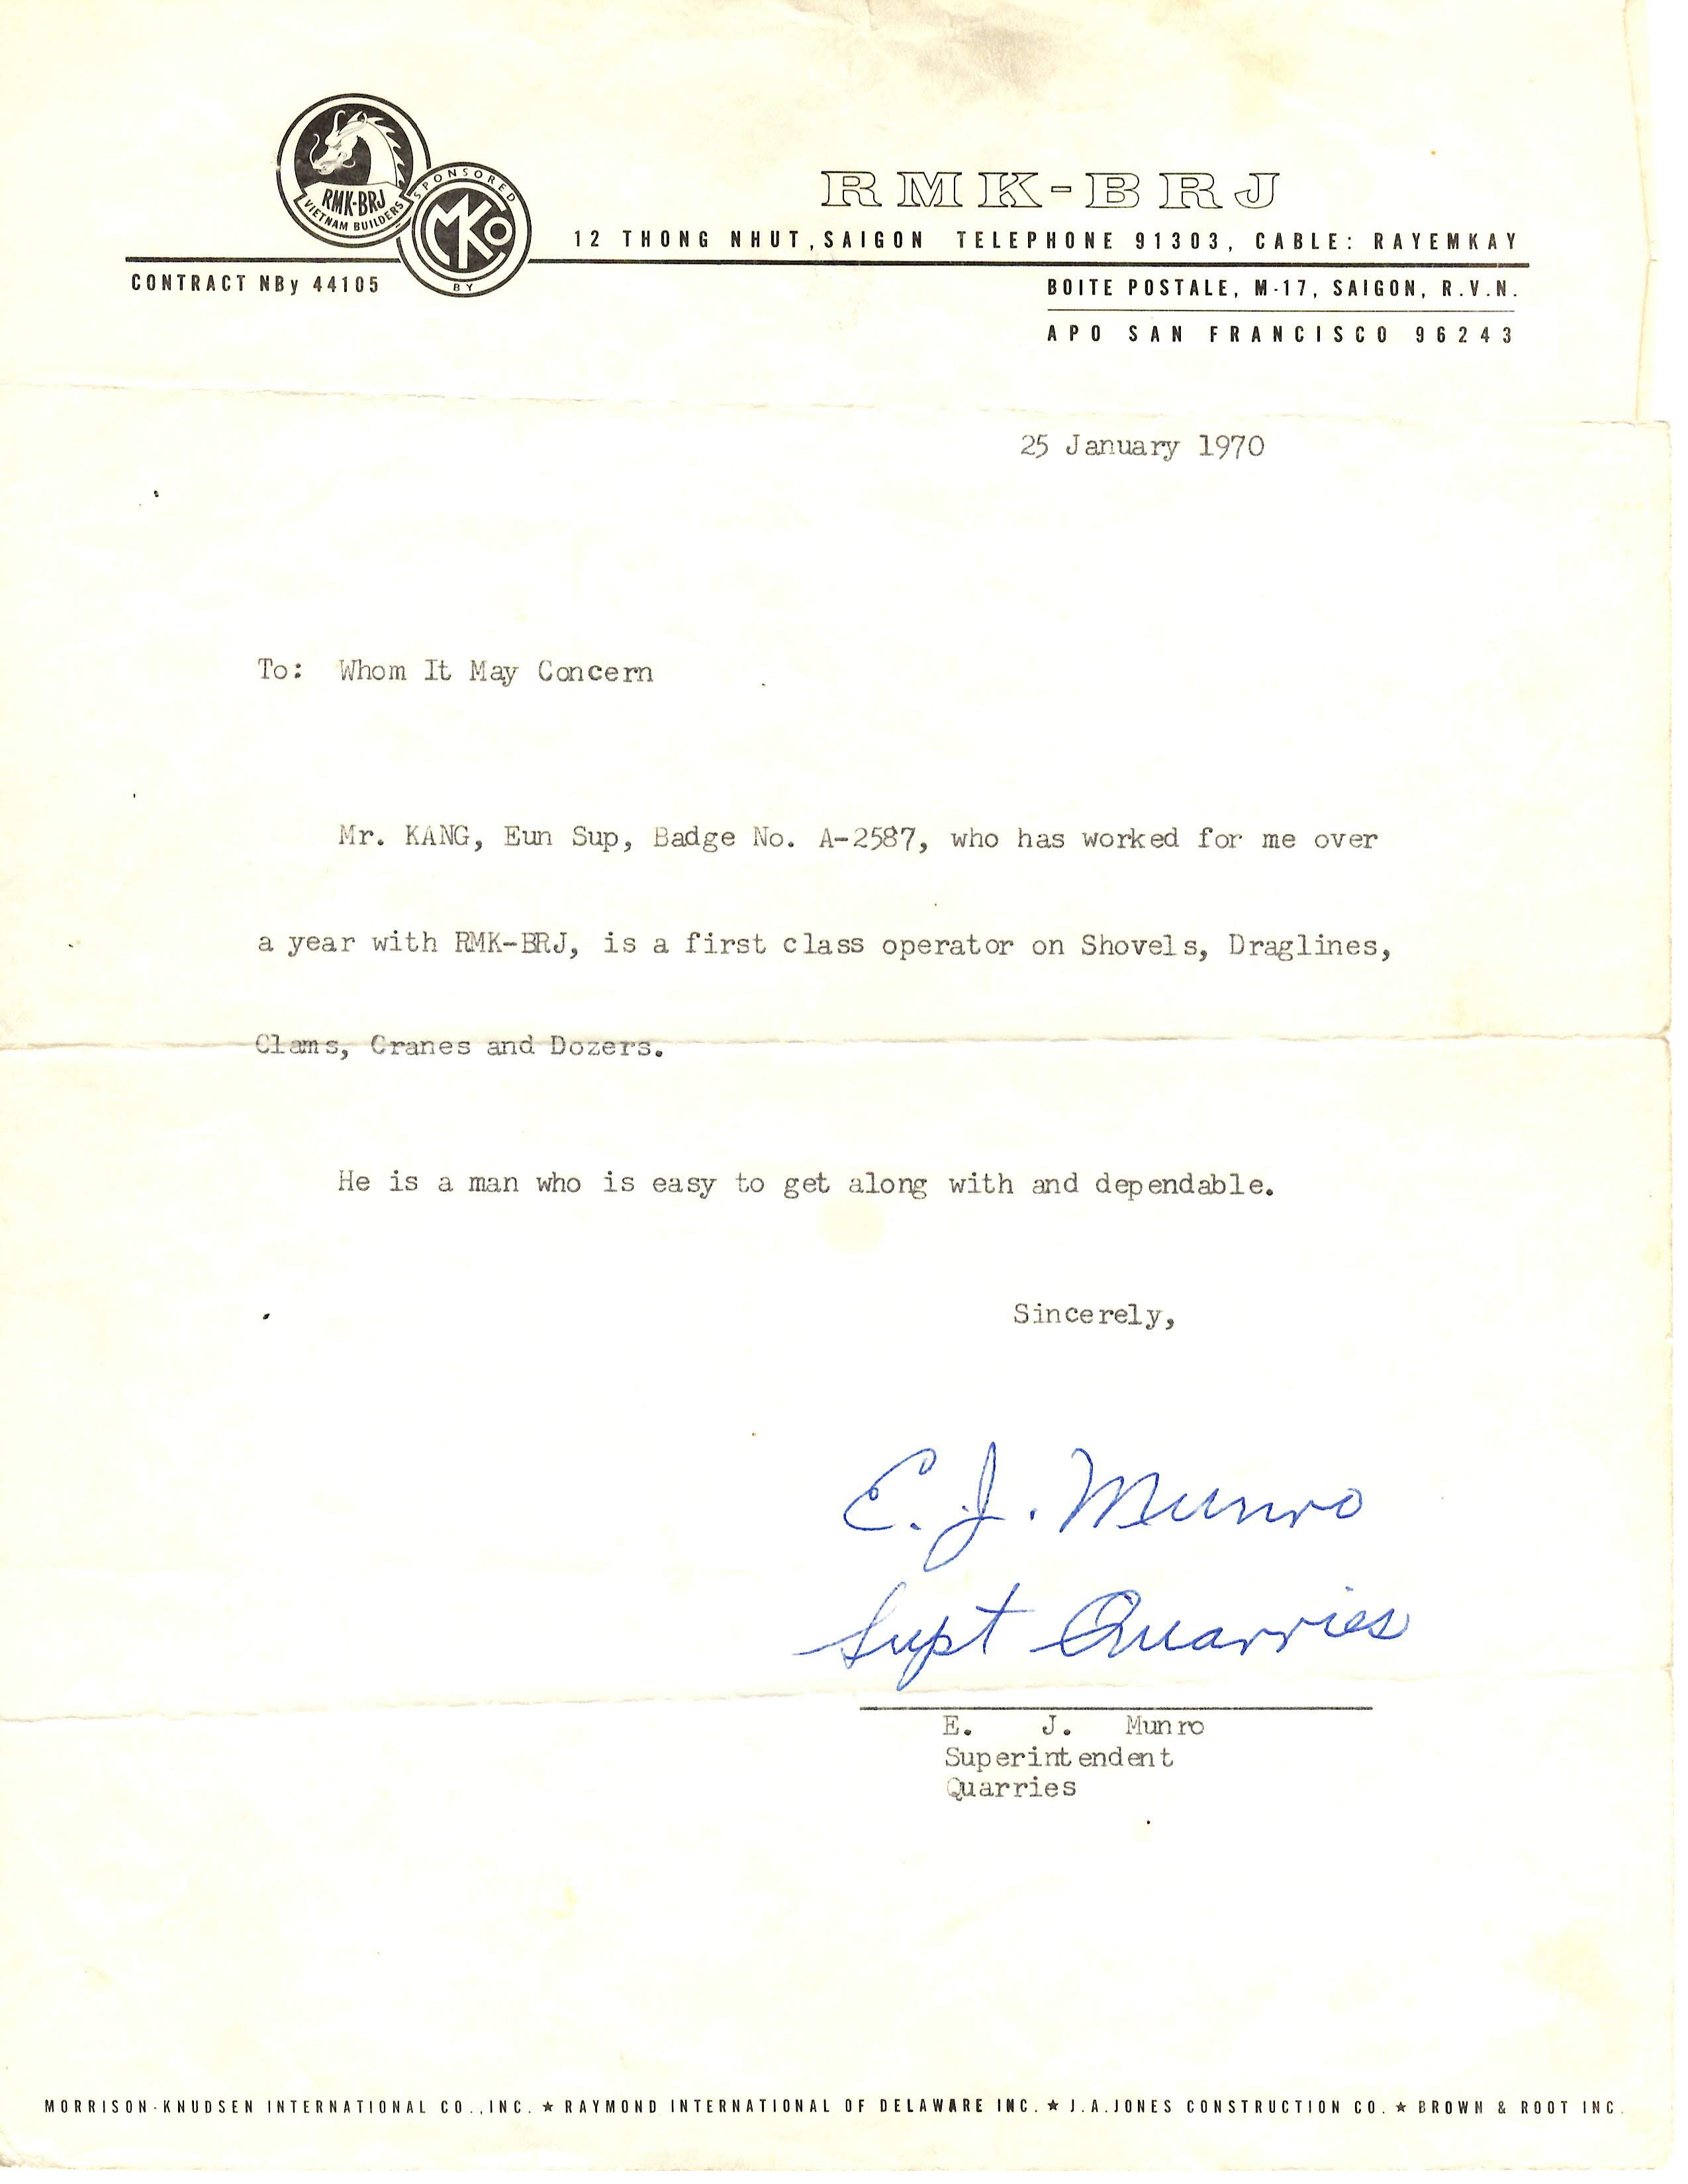 RMK-BRJ
VIETNAM BUILDERS
SPONSORED
MKCo
BY
RMK-BRJ
12 THONG NHUT, SAIGON TELEPHONE 91303, CABLE: RAYEMKAY
CONTRACT NBy 44105
BOITE POSTALE, M-17, SAIGON, R.V.N.
APO SAN FRANCISCO 96243
25 January 1970
To: Whom It May Concern
Mr. KANG, Eun Sup, Badge No. A-2587, who has worked for me over
a year with RMK-BRJ, is a first class operator on Shovels, Draglines,
Clams, Cranes and Dozers.
He is a man who is easy to get along with and dependable.
Sincerely,
E. J. Munro
Supt Quarries
E. J. Munro
Superintendent
Quarries
MORRISON-KNUDSEN INTERNATIONAL CO., INC. ★ RAYMOND INTERNATIONAL OF DELAWARE INC. ★ J.A. JONES CONSTRUCTION CO. ★ BROWN & ROOT INC.